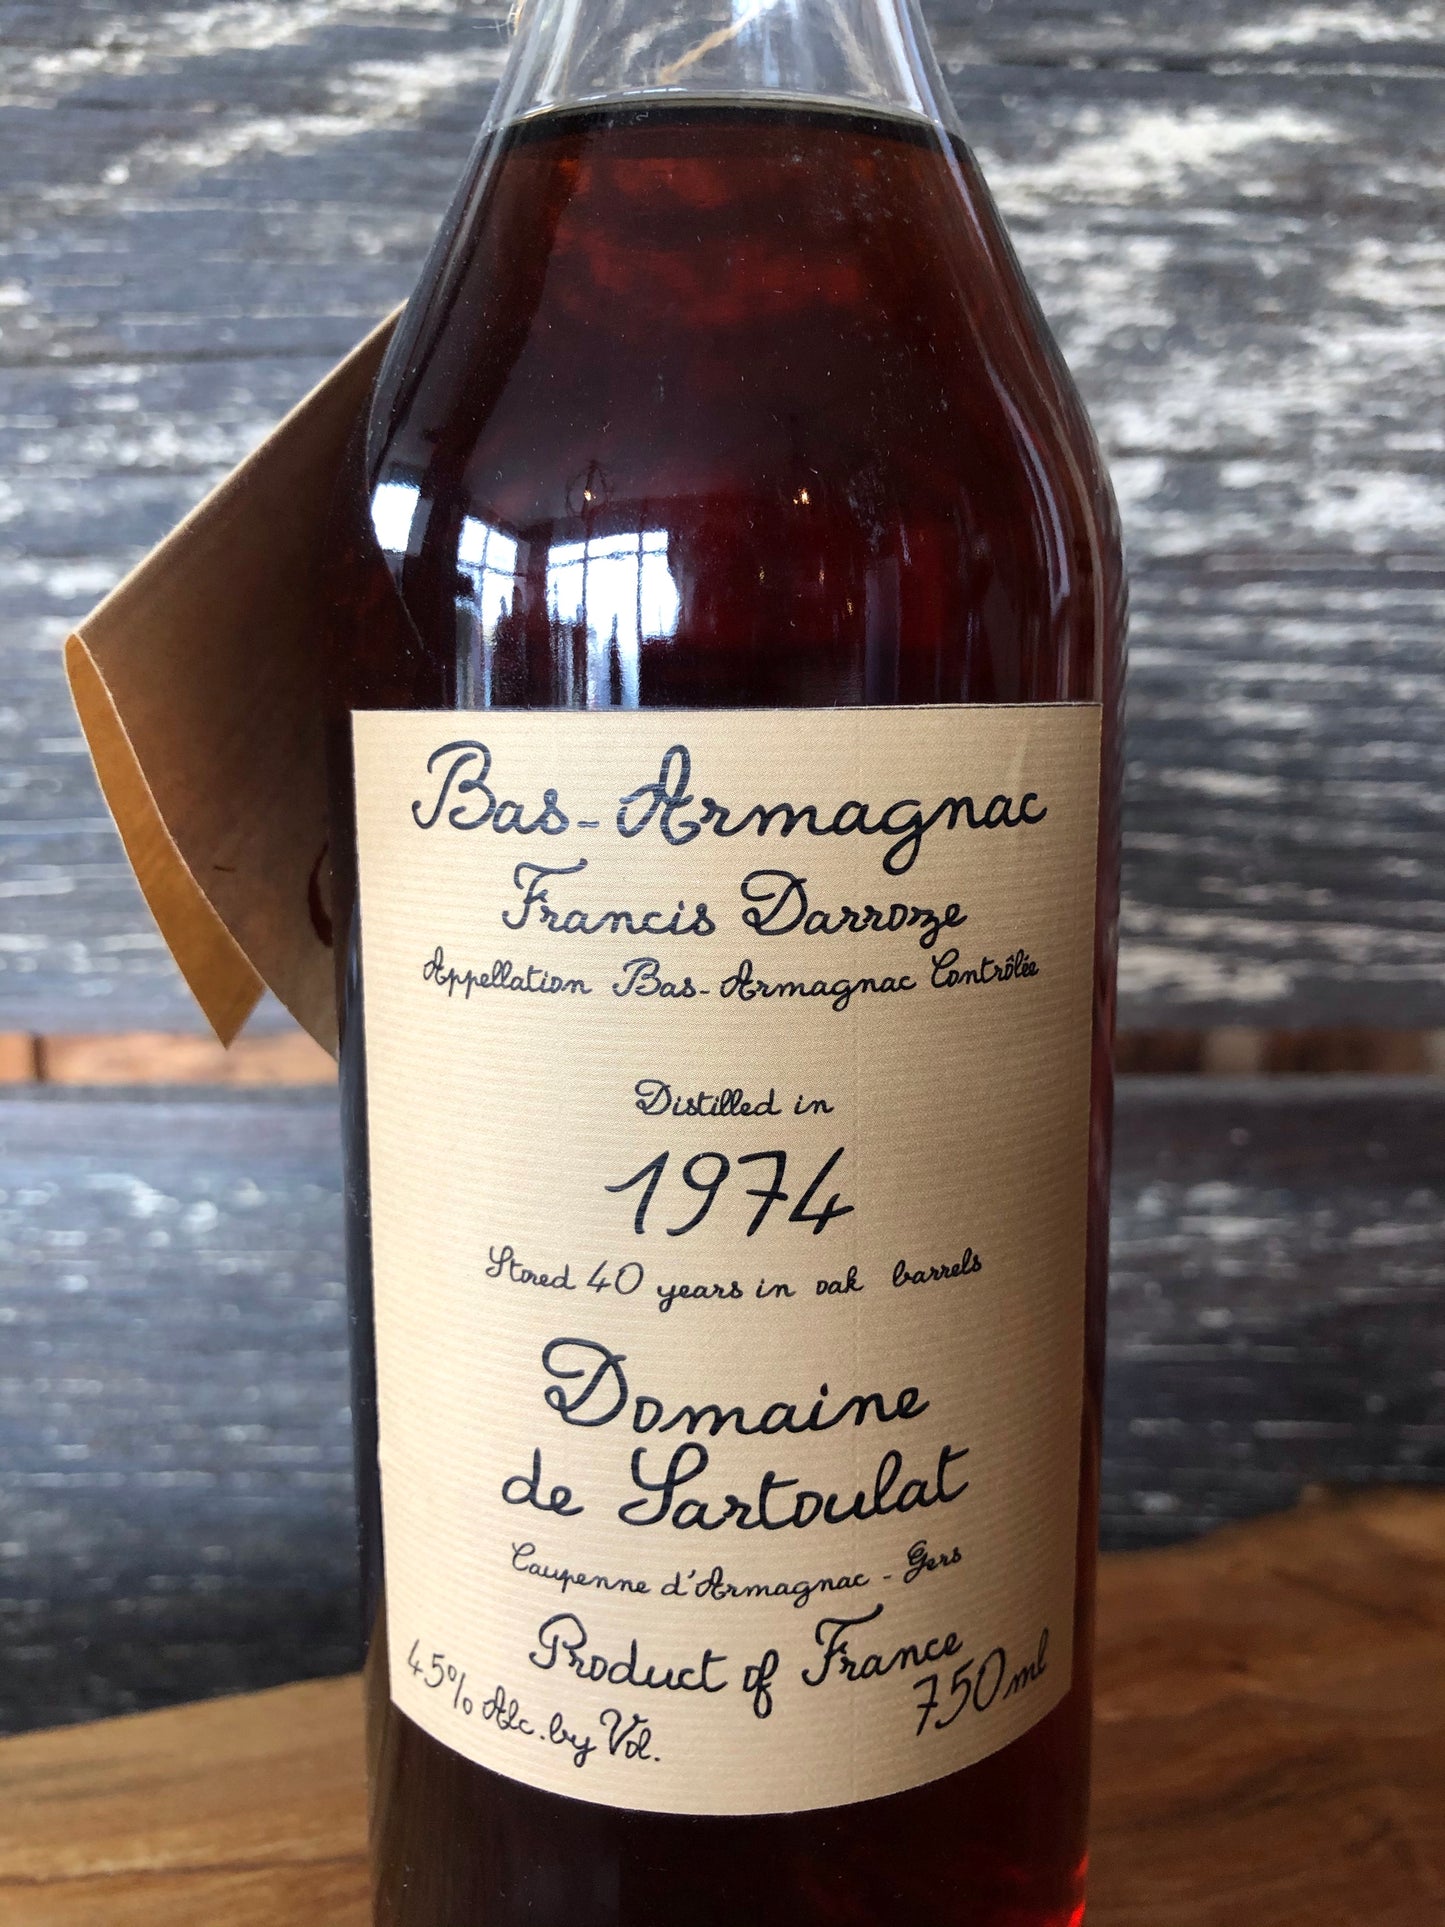 Bas-Armagnac
Francis Darroze
Appellation Bas-Armagnac Contrôlée
Distilled in
1974
Stored 40 years in oak barrels
Domaine
de Sartoulat
Caupenne d'Armagnac - Gers
Product of France
45% Alc. by Vol.
750ml